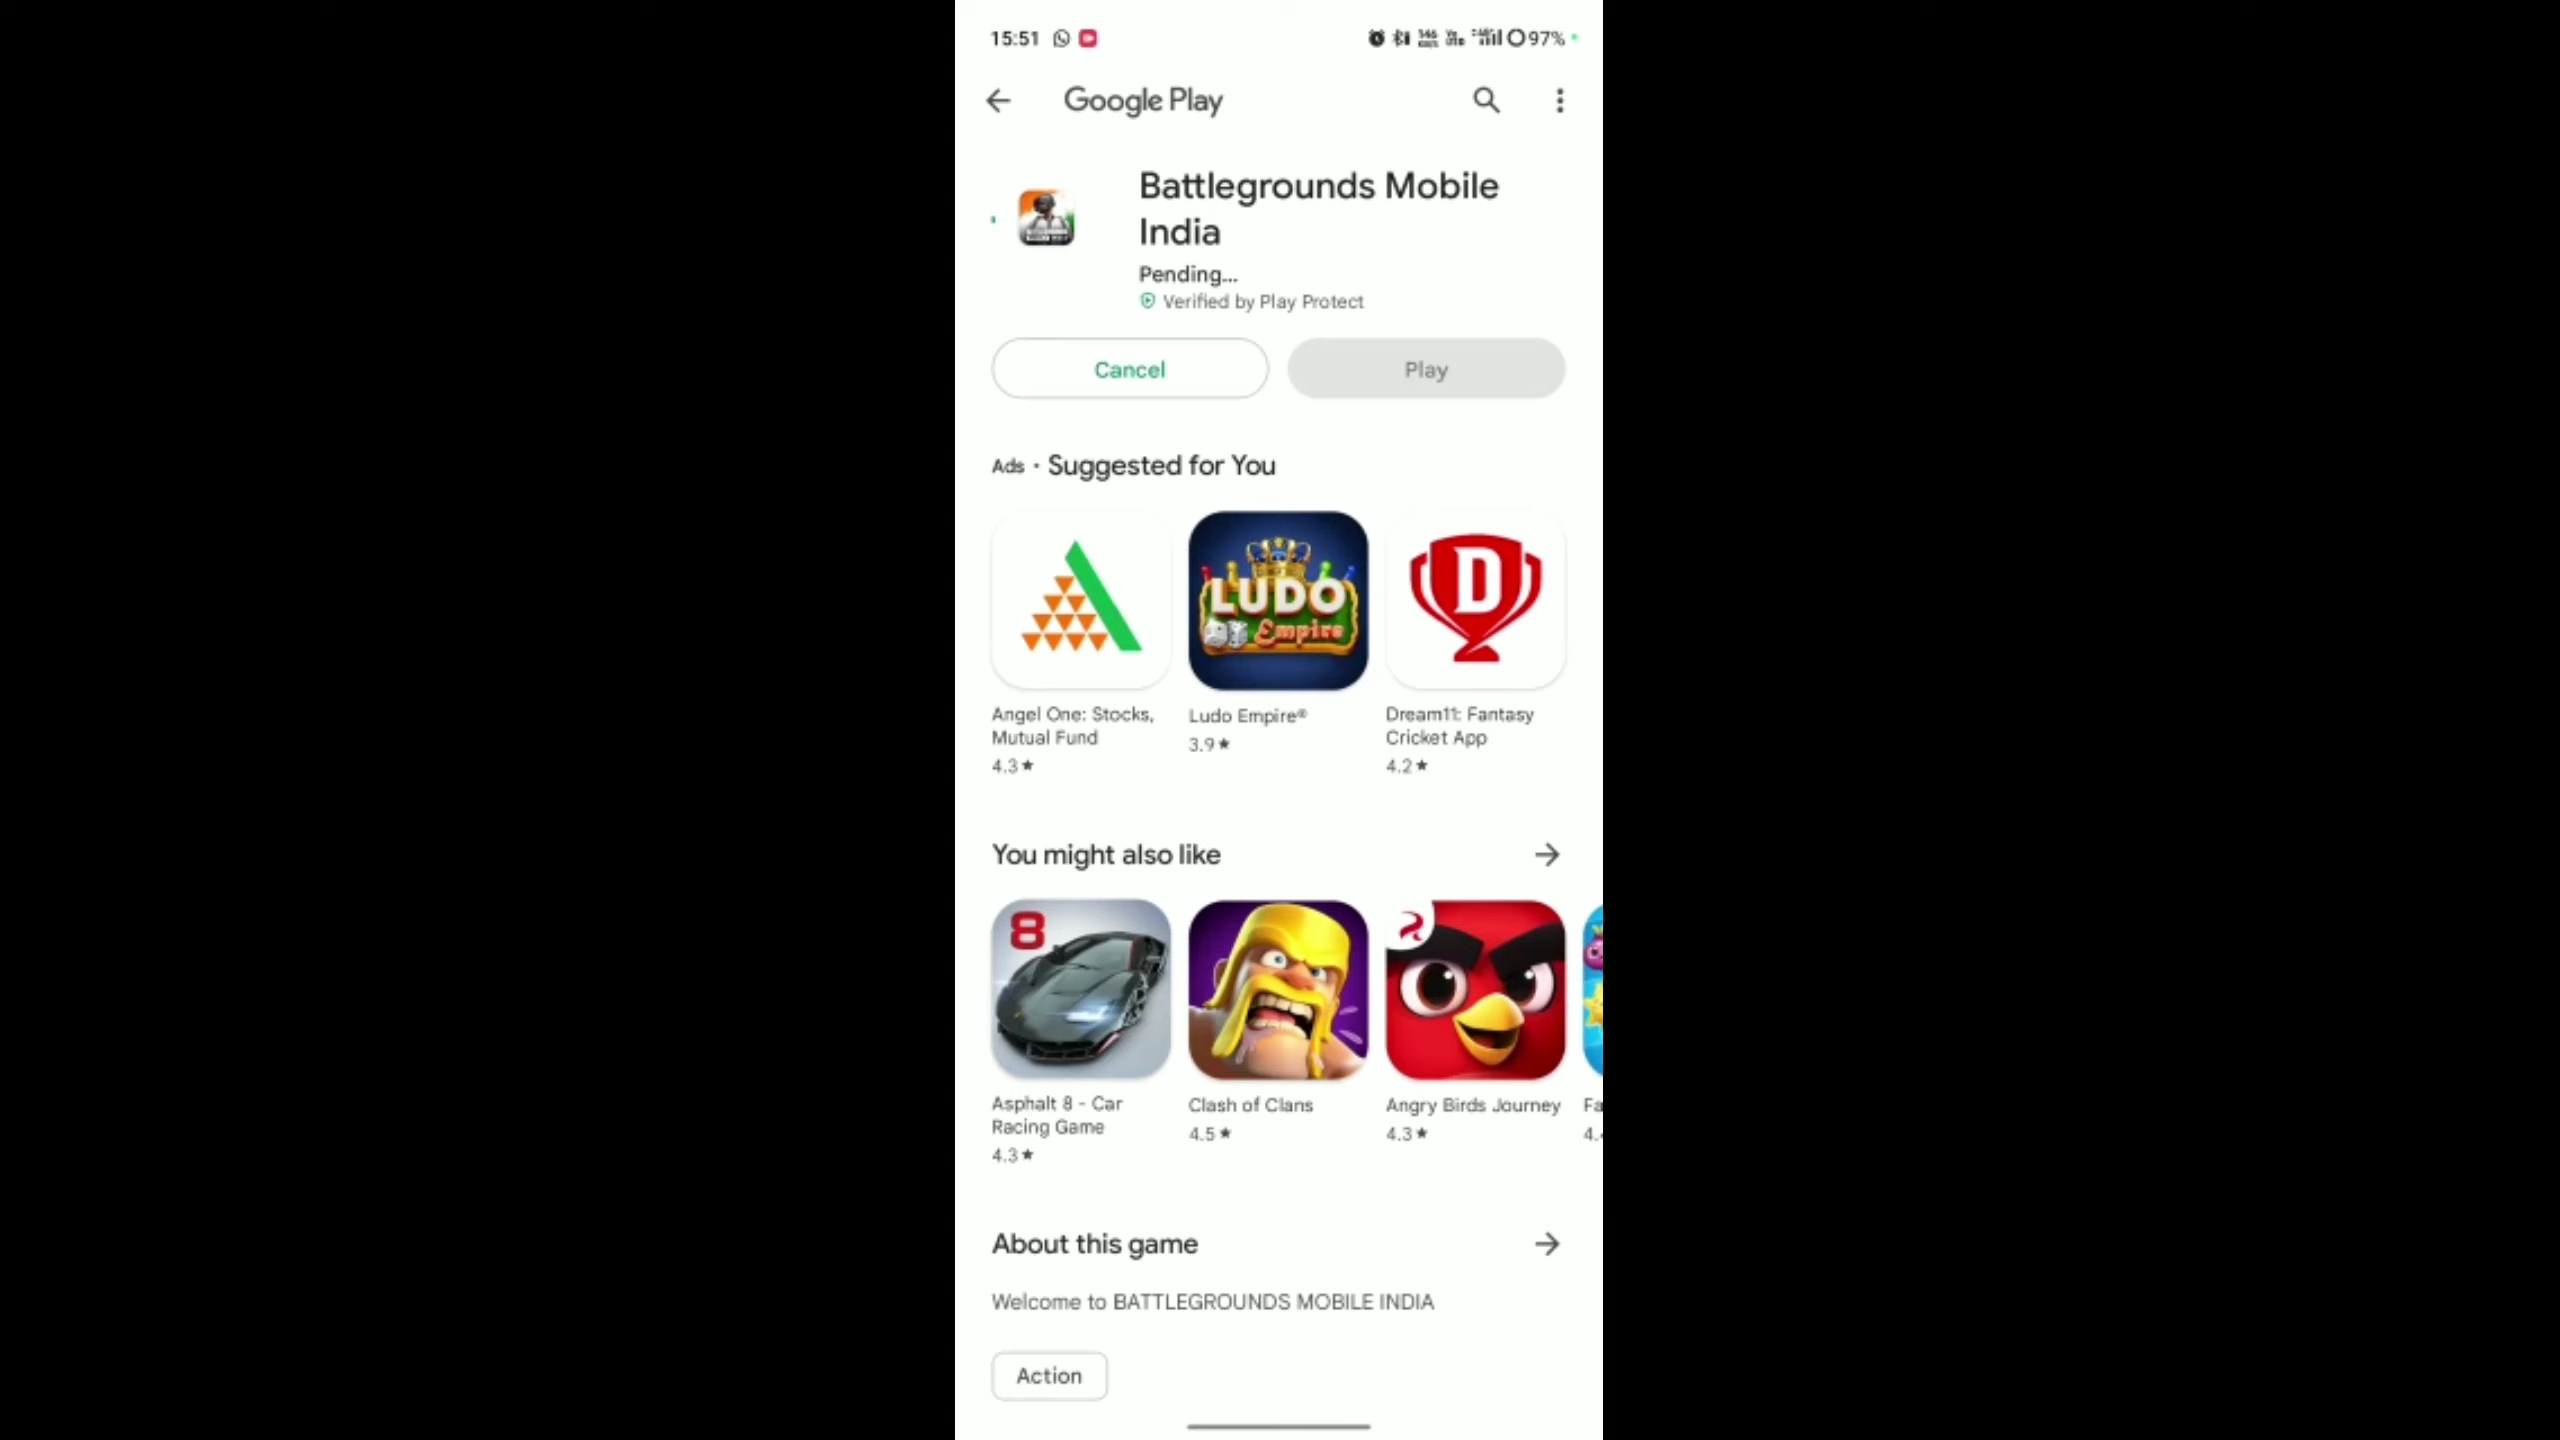 15:51
97%
Google Play
Battlegrounds Mobile
India
Pending...
Verified by Play Protect
Cancel
Play
Ads • Suggested for You
LUDO
Empire
D
Angel One: Stocks,
Mutual Fund
4.3★
Ludo Empire®
3.9★
Dream11: Fantasy
Cricket App
4.2★
You might also like
8
Asphalt 8 - Car
Racing Game
4.3★
Clash of Clans
4.5★
Angry Birds Journey
4.3★
Fa
4.
About this game
Welcome to BATTLEGROUNDS MOBILE INDIA
Action